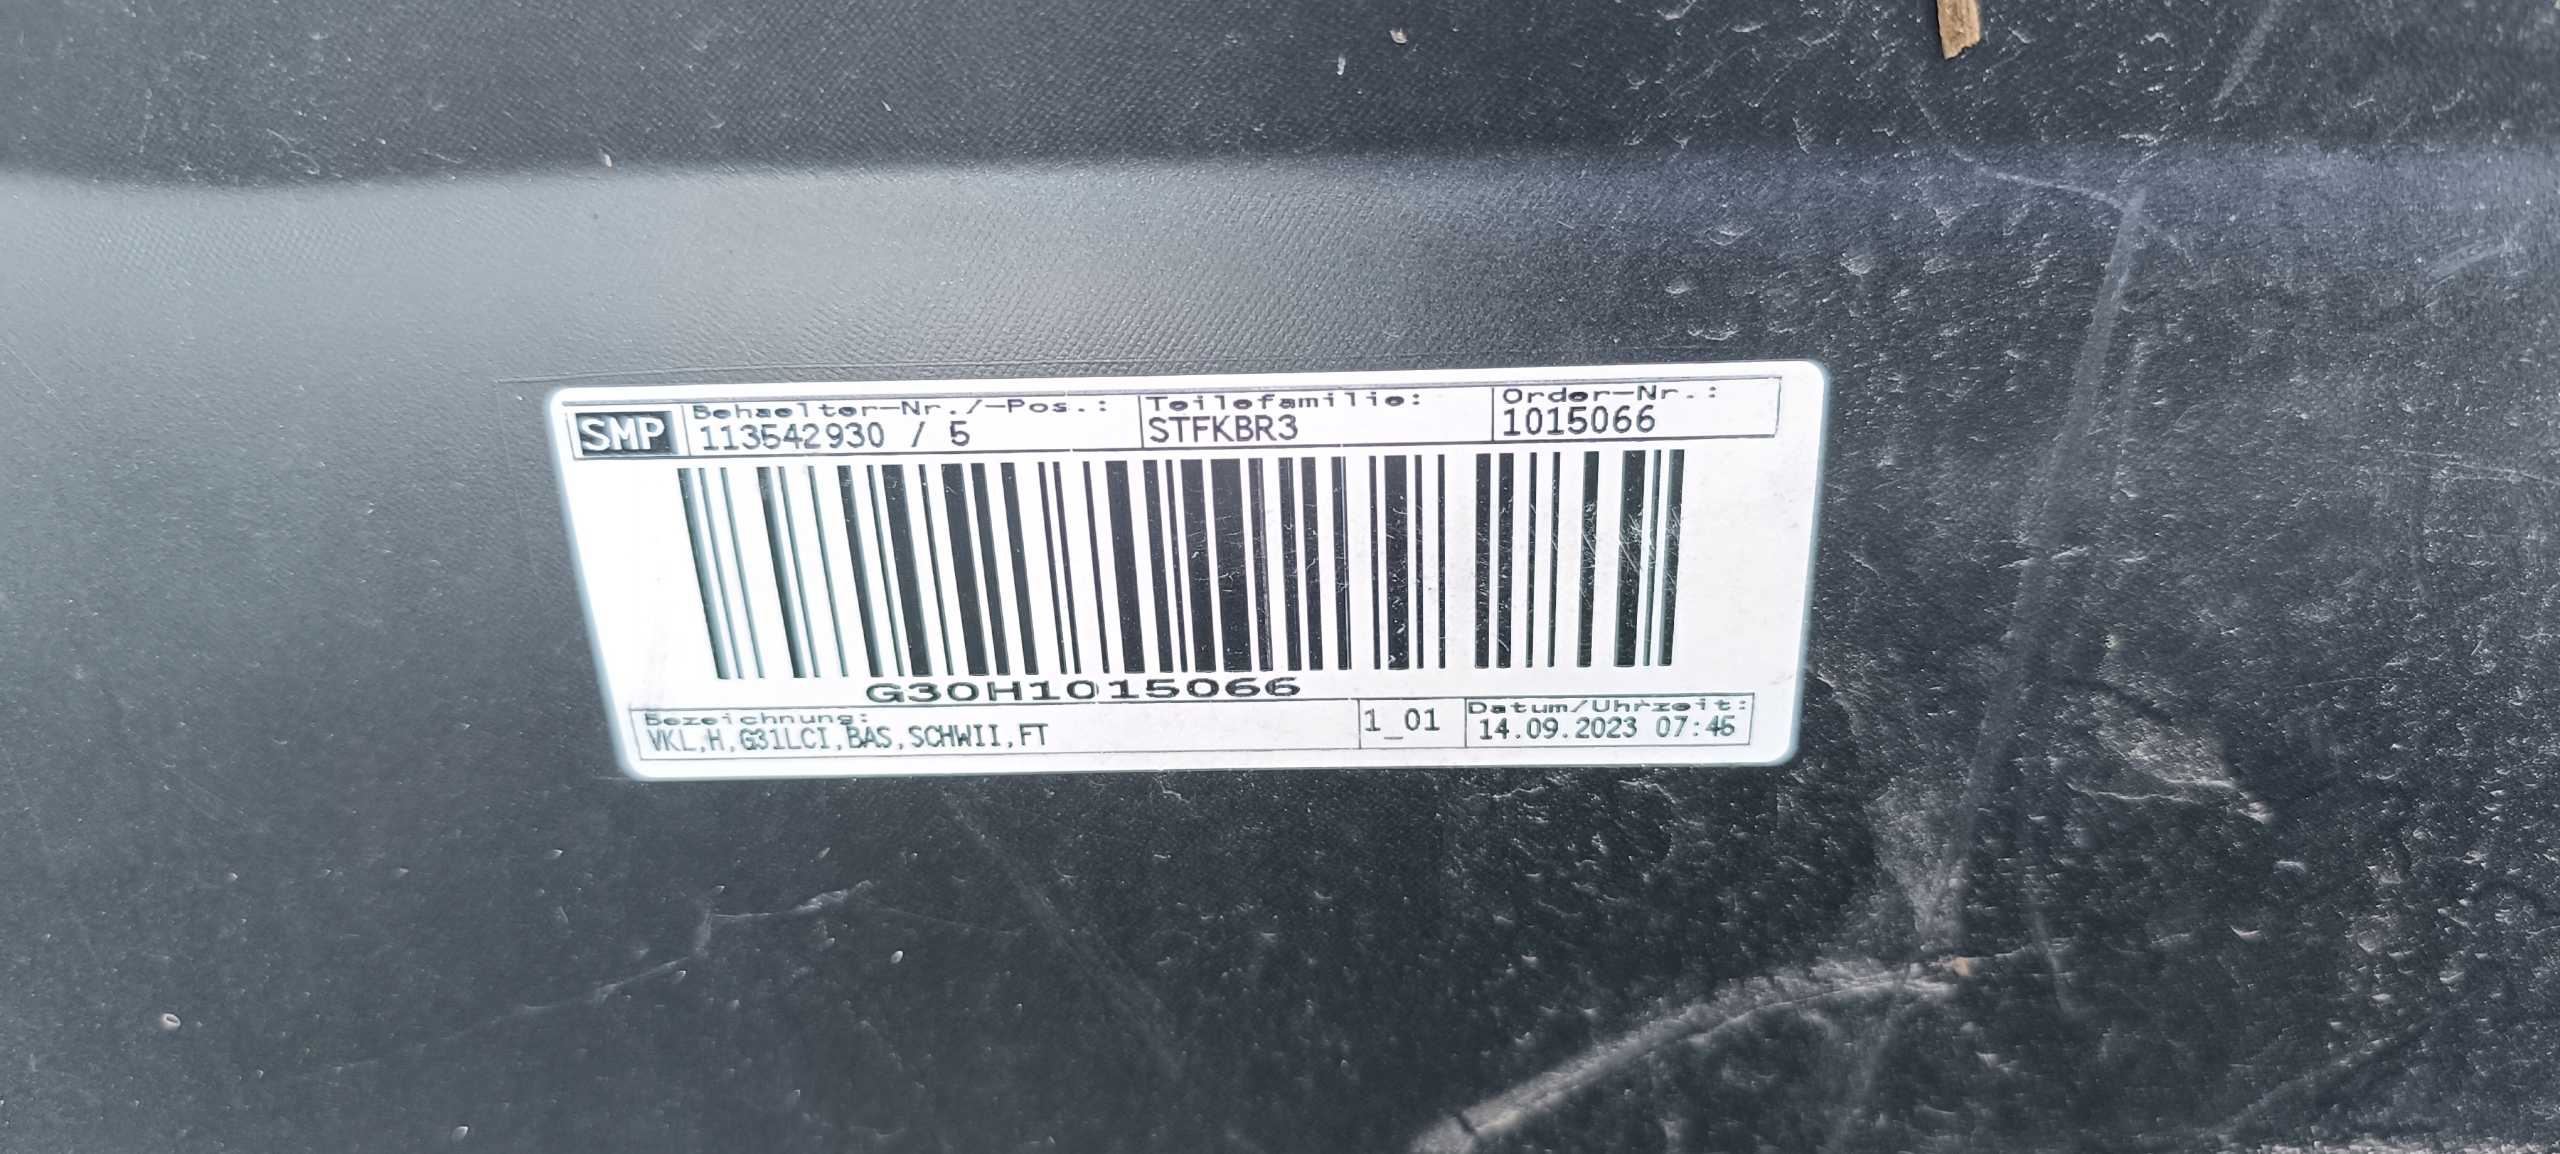 SMP
Behaelter-Nr./-Pos.: Teilefamilie: Order-Nr.:
113542930 / 5 STFKBR3 1015066
G30H1015066
Bezeichnung: 1_01 Datum/Uhrzeit:
VKL,H,G31LCI,BAS,SCHWII,FT 14.09.2023 07:45